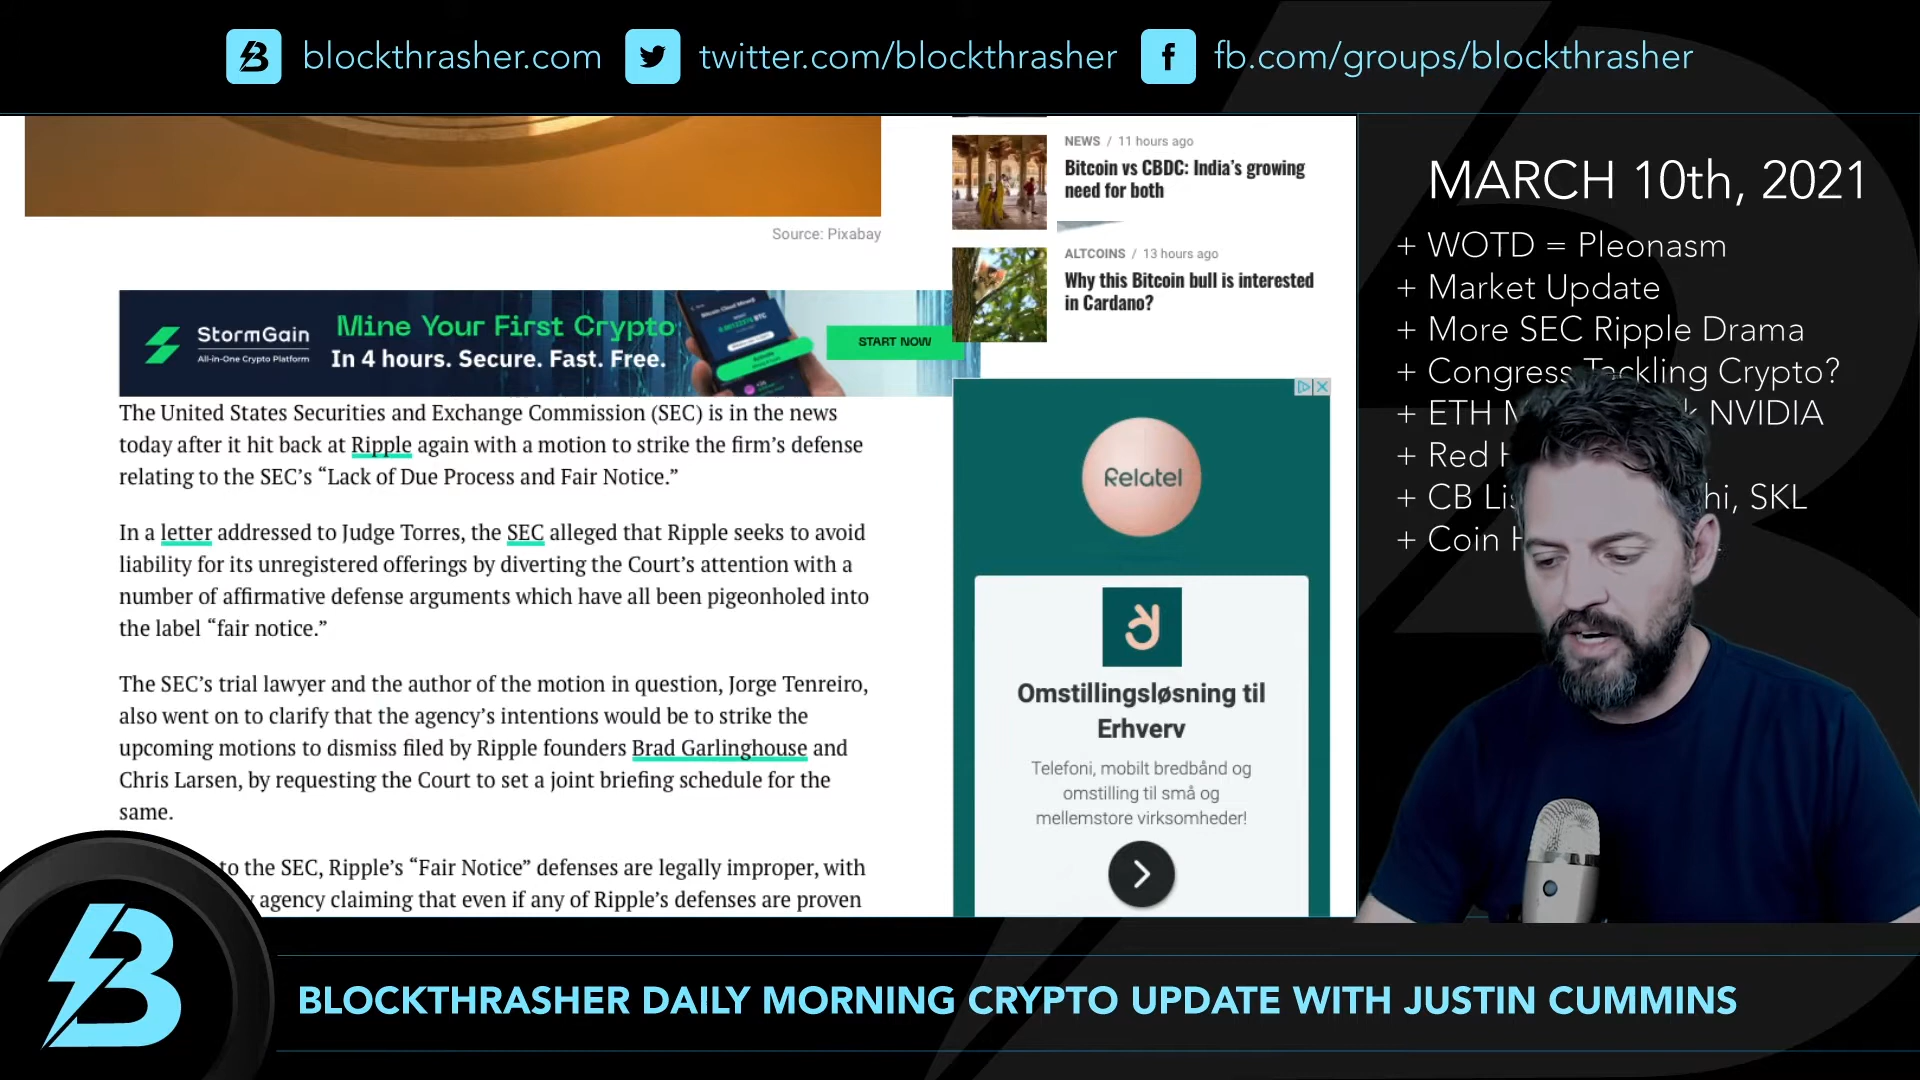 blockthrasher.com
twitter.com/blockthrasher
fb.com/groups/blockthrasher
Source: Pixabay
StormGain
All-in-One Crypto Platform
Mine Your First Crypto
In 4 hours. Secure. Fast. Free.
START NOW
The United States Securities and Exchange Commission (SEC) is in the news
today after it hit back at Ripple again with a motion to strike the firm’s defense
relating to the SEC’s “Lack of Due Process and Fair Notice.”
In a letter addressed to Judge Torres, the SEC alleged that Ripple seeks to avoid
liability for its unregistered offerings by diverting the Court’s attention with a
number of affirmative defense arguments which have all been pigeonholed into
the label “fair notice.”
The SEC’s trial lawyer and the author of the motion in question, Jorge Tenreiro,
also went on to clarify that the agency’s intentions would be to strike the
upcoming motions to dismiss filed by Ripple founders Brad Garlinghouse and
Chris Larsen, by requesting the Court to set a joint briefing schedule for the
same.
to the SEC, Ripple’s “Fair Notice” defenses are legally improper, with
agency claiming that even if any of Ripple’s defenses are proven
NEWS / 11 hours ago
Bitcoin vs CBDC: India’s growing
need for both
ALTCOINS / 13 hours ago
Why this Bitcoin bull is interested
in Cardano?
Relatel
Omstillingsløsning til
Erhverv
Telefoni, mobilt bredbånd og
omstilling til små og
mellemstore virksomheder!
MARCH 10th, 2021
+ WOTD = Pleonasm
+ Market Update
+ More SEC Ripple Drama
+ Congress Tackling Crypto?
+ ETH NVIDIA
+ Red
+ CB SKL
+ Coin
BLOCKTHRASHER DAILY MORNING CRYPTO UPDATE WITH JUSTIN CUMMINS